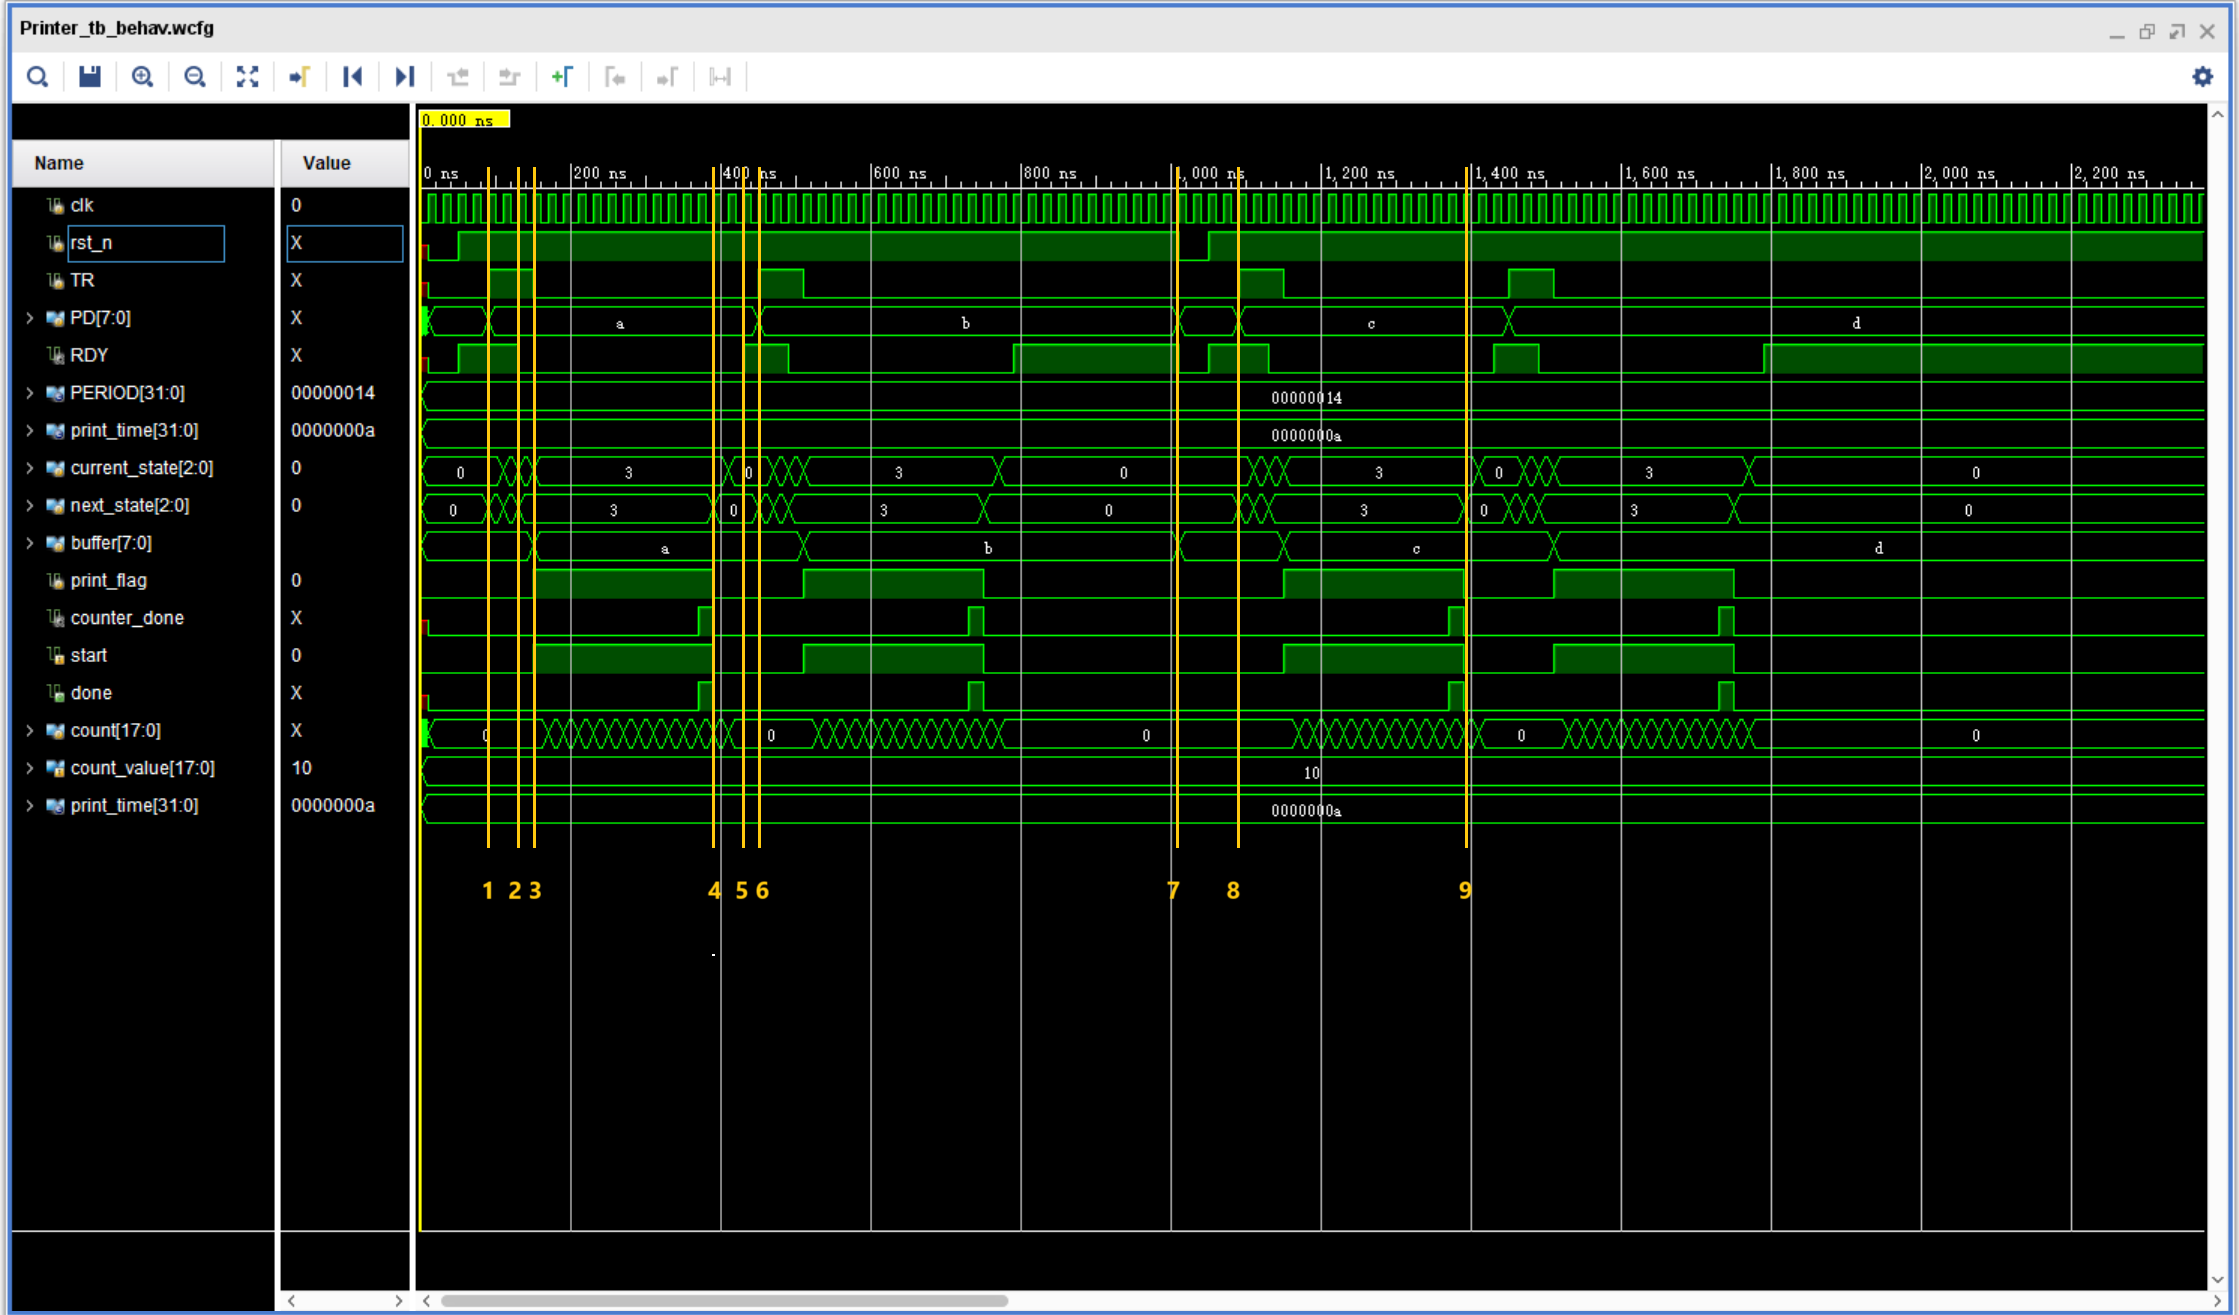 Printer_tb_behav.wcfg
0.000 ns
Name Value
0 ns 200 ns 400 ns 600 ns 800 ns 1,000 ns 1,200 ns 1,400 ns 1,600 ns 1,800 ns 2,000 ns 2,200 ns
clk 0
rst_n X
TR X
PD[7:0] X a b c d
RDY X
PERIOD[31:0] 00000014 00000014
print_time[31:0] 0000000a 0000000a
current_state[2:0] 0 0 3 0 3 0 3 0 3 0
next_state[2:0] 0 0 3 0 3 0 3 0 3 0
buffer[7:0] a b c d
print_flag 0
counter_done X
start 0
done X
count[17:0] X 0 0 0 0 0
count_value[17:0] 10 10
print_time[31:0] 0000000a 0000000a
1 2 3 4 5 6 7 8 9